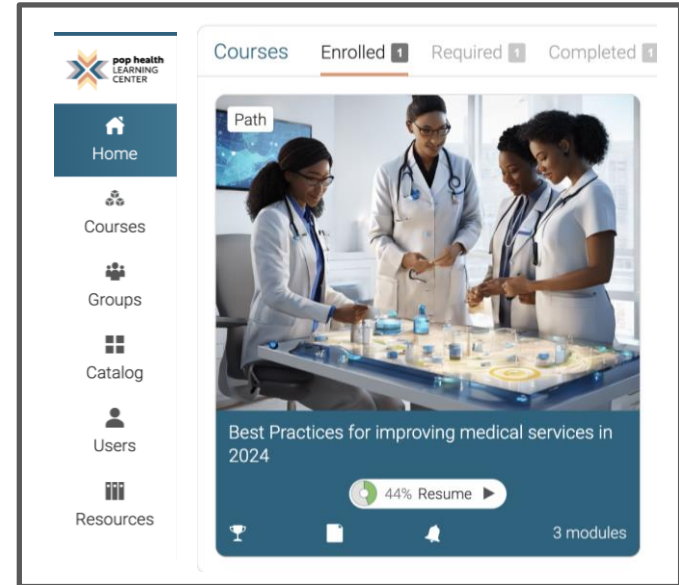 pop health
LEARNING
CENTER
Home
Courses
Groups
Catalog
Users
Resources
Courses Enrolled 1 Required 1 Completed 1
Path
Best Practices for improving medical services in
2024
44% Resume
3 modules